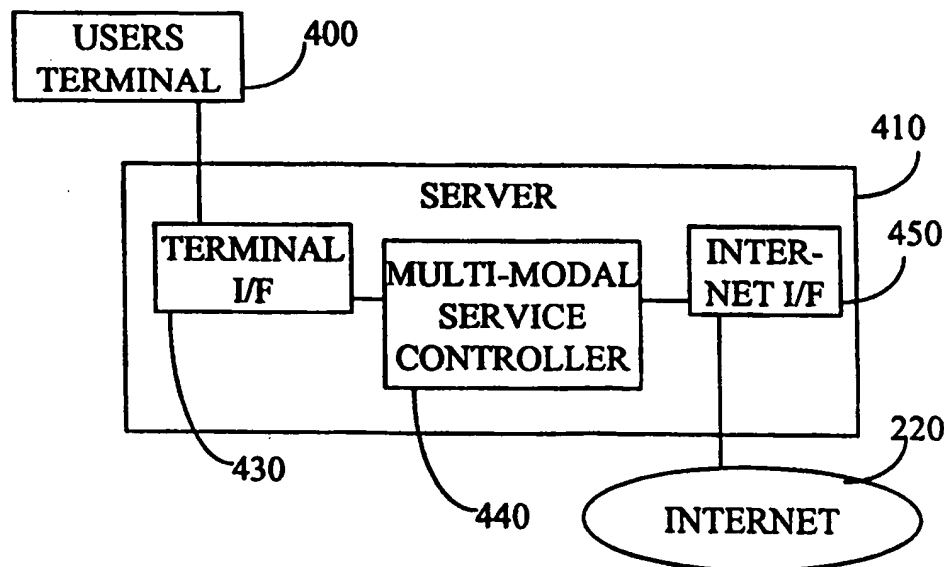 USERS
TERMINAL
400
410
SERVER
TERMINAL
I/F
MULTI-MODAL
SERVICE
CONTROLLER
INTER-
NET I/F
450
430
440
220
INTERNET